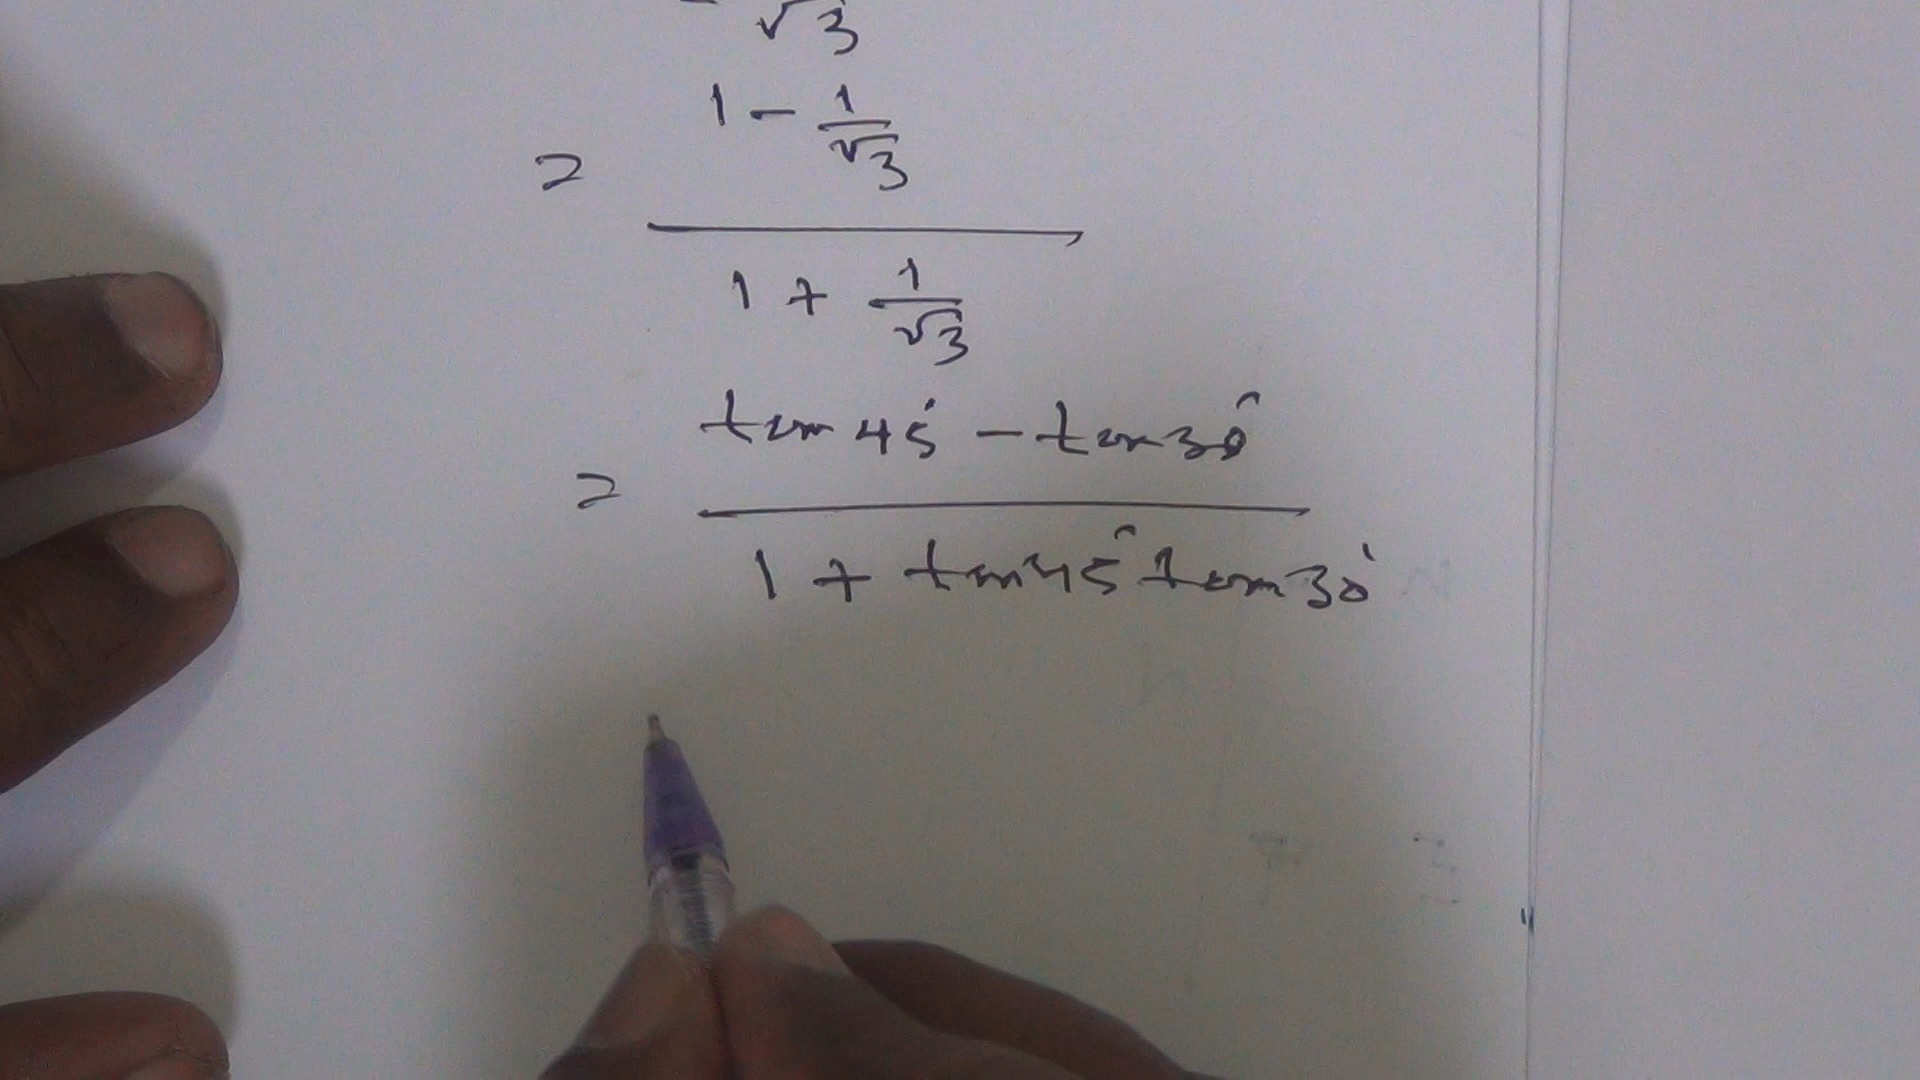 √3
1 - 1/√3
=
1 + 1/√3
tan 45° - tan 30°
=
1 + tan 45° tan 30°